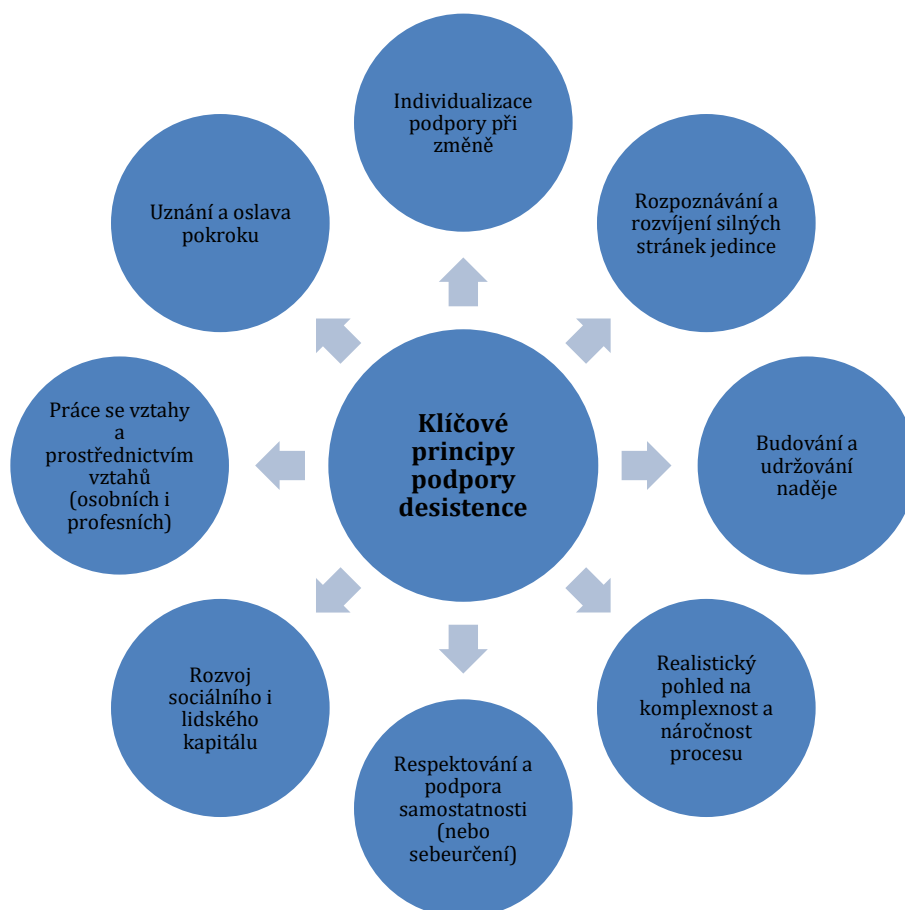 Individualizace
podpory při
změně
Rozpoznávání a
rozvíjení silných
stránek jedince
Budování a
udržování
naděje
Realistický
pohled na
komplexnost a
náročnost
procesu
Respektování a
podpora
samostatnosti
(nebo
sebeurčení)
Rozvoj
sociálního i
lidského
kapitálu
Práce se vztahy
a
prostřednictvím
vztahů
(osobních i
profesních)
Uznání a oslava
pokroku
Klíčové
principy
podpory
desistence